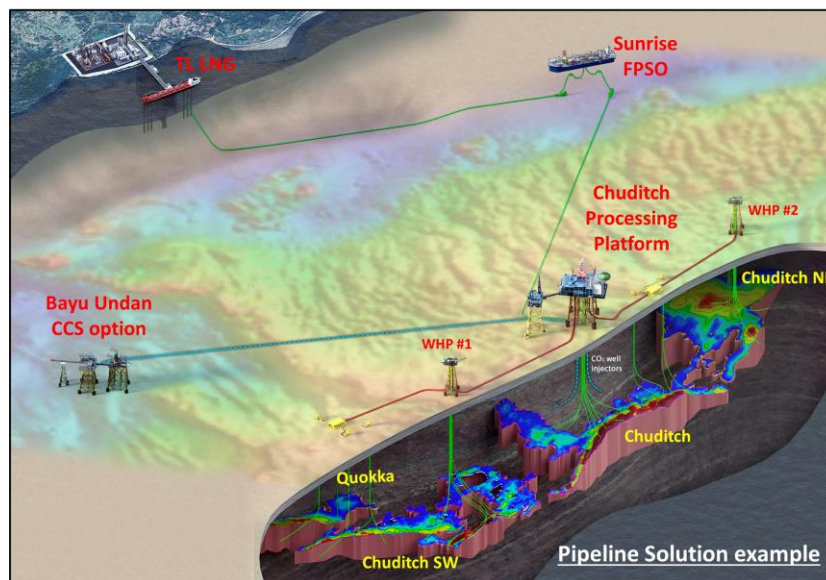 TL LNG
Sunrise
FPSO
Chuditch
Processing
Platform
WHP #2
Chuditch NE
Bayu Undan
CCS option
WHP #1
CO₂ well
injectors
Chuditch
Quokka
Chuditch SW
Pipeline Solution example